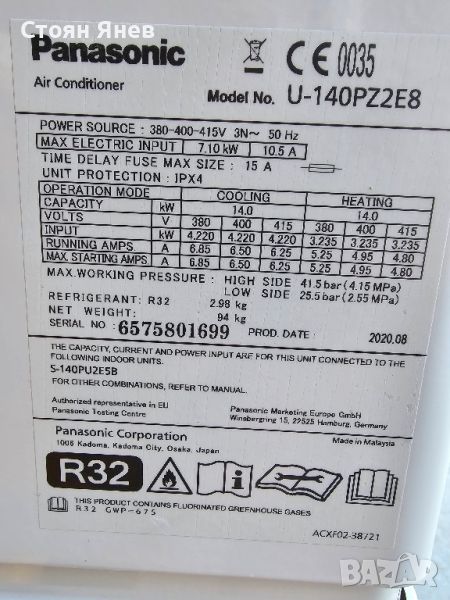 Стоян Янев
Panasonic
CE 0035
Air Conditioner
Model No. U-140PZ2E8
POWER SOURCE : 380-400-415V 3N~ 50 Hz
MAX ELECTRIC INPUT 7.10 kW 10.5 A
TIME DELAY FUSE MAX SIZE : 15 A
UNIT PROTECTION : IPX4
OPERATION MODE COOLING HEATING
CAPACITY kW 14.0 14.0
VOLTS V 380 400 415 380 400 415
INPUT kW 4.220 4.220 4.220 3.235 3.235 3.235
RUNNING AMPS. A 6.85 6.50 6.25 5.25 4.95 4.80
MAX. STARTING AMPS. A 6.85 6.50 6.25 5.25 4.95 4.80
MAX. WORKING PRESSURE : HIGH SIDE 41.5 bar (4.15 MPa)
LOW SIDE 25.5 bar (2.55 MPa)
REFRIGERANT: R32 2.98 kg
NET WEIGHT: 94 kg
SERIAL NO : 6575801699 PROD. DATE : 2020.08
THE CAPACITY, CURRENT AND POWER INPUT ARE FOR THIS UNIT CONNECTED TO THE
FOLLOWING INDOOR UNITS.
S-140PU2E5B
FOR OTHER COMBINATIONS, REFER TO MANUAL.
Authorized representative in EU Panasonic Marketing Europe GmbH
Panasonic Testing Centre Winsbergring 15, 22525 Hamburg, Germany
Panasonic Corporation Made in Malaysia
1006 Kadoma, Kadoma City, Osaka, Japan
R32
THIS PRODUCT CONTAINS FLUORINATED GREENHOUSE GASES
R32 GWP-675
ACXF02-38721
BAZAR